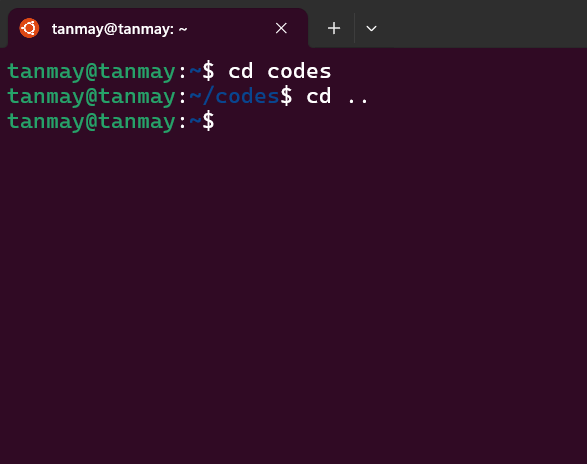 tanmay@tanmay: ~
tanmay@tanmay:~$ cd codes
tanmay@tanmay:~/codes$ cd ..
tanmay@tanmay:~$